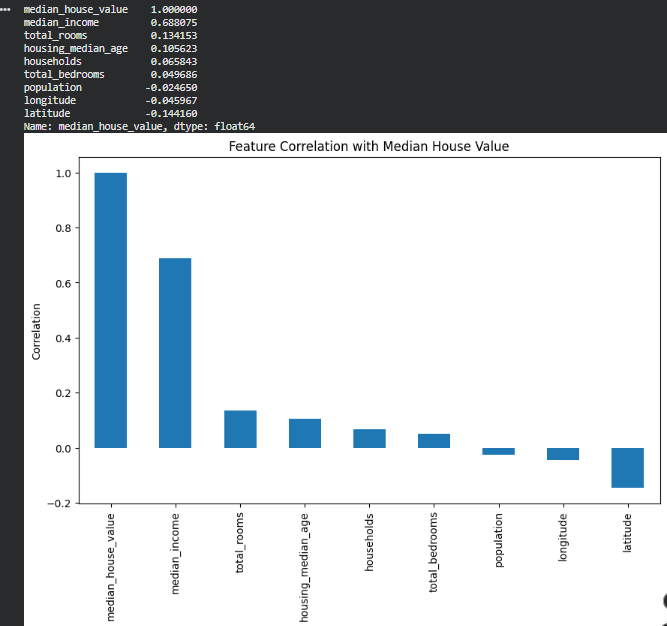 median_house_value 1.000000
median_income 0.688075
total_rooms 0.134153
housing_median_age 0.105623
households 0.065843
total_bedrooms 0.049686
population -0.024650
longitude -0.045967
latitude -0.144160
Name: median_house_value, dtype: float64
Feature Correlation with Median House Value
1.0
0.8
0.6
0.4
0.2
0.0
−0.2
Correlation
median_house_value
median_income
total_rooms
housing_median_age
households
total_bedrooms
population
longitude
latitude